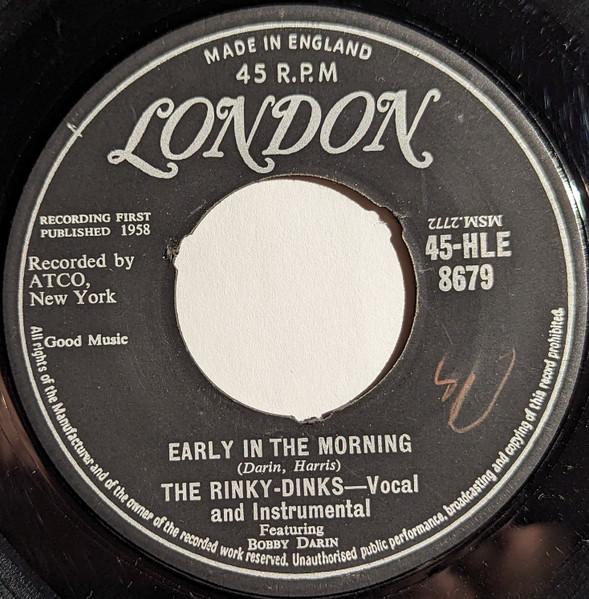 MADE IN ENGLAND
45 R.P.M
LONDON
RECORDING FIRST
PUBLISHED 1958
Recorded by
ATCO,
New York
Good Music
MSM.2772
45-HLE
8679
EARLY IN THE MORNING
(Darin, Harris)
THE RINKY-DINKS—Vocal
and Instrumental
Featuring
BOBBY DARIN
All rights of the Manufacturer and of the owner of the recorded work reserved. Unauthorised public performance, broadcasting and copying of this record prohibited.